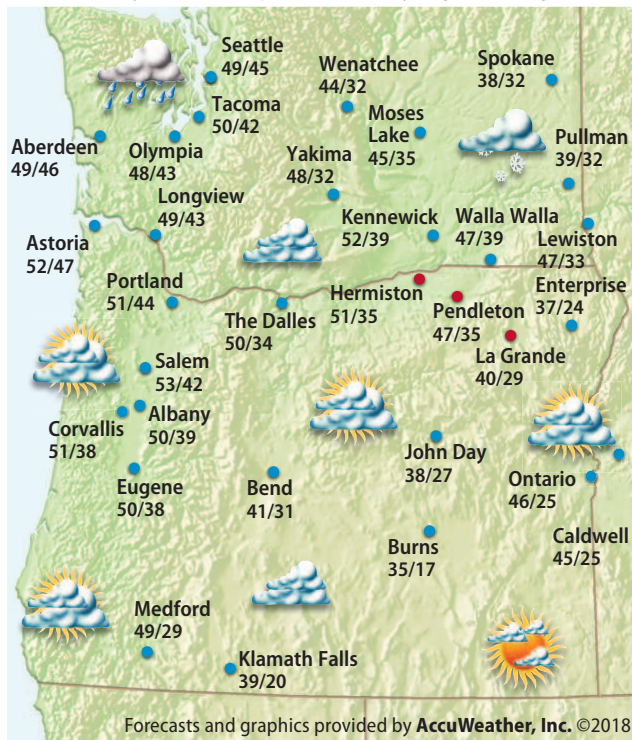 Seattle
49/45
Tacoma
50/42
Wenatchee
44/32
Moses
Lake
45/35
Spokane
38/32
Pullman
39/32
Aberdeen
49/46
Olympia
48/43
Yakima
48/32
Longview
49/43
Kennewick
52/39
Walla Walla
47/39
Lewiston
47/33
Astoria
52/47
Portland
51/44
The Dalles
50/34
Hermiston
51/35
Pendleton
47/35
Enterprise
37/24
La Grande
40/29
Salem
53/42
Albany
50/39
Corvallis
51/38
Eugene
50/38
Bend
41/31
John Day
38/27
Ontario
46/25
Caldwell
45/25
Burns
35/17
Medford
49/29
Klamath Falls
39/20
Forecasts and graphics provided by AccuWeather, Inc. ©2018